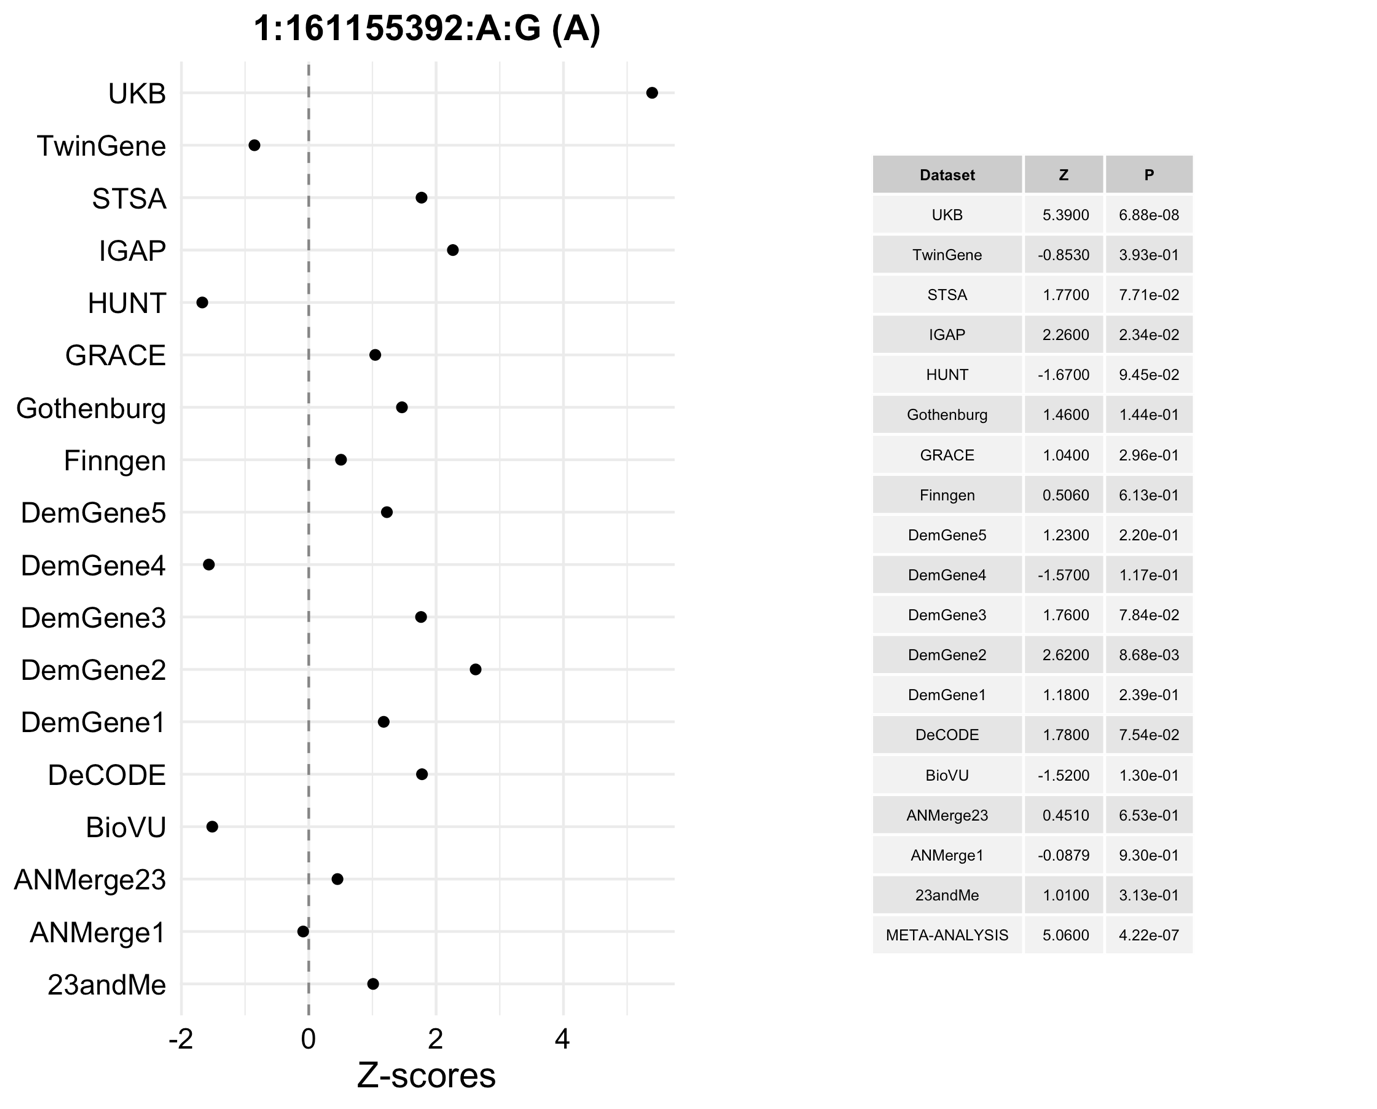 1:161155392:A:G (A)
UKB
TwinGene
STSA
IGAP
HUNT
GRACE
Gothenburg
Finngen
DemGene5
DemGene4
DemGene3
DemGene2
DemGene1
DeCODE
BioVU
ANMerge23
ANMerge1
23andMe
-2 0 2 4
Z-scores
Dataset Z P
UKB 5.3900 6.88e-08
TwinGene -0.8530 3.93e-01
STSA 1.7700 7.71e-02
IGAP 2.2600 2.34e-02
HUNT -1.6700 9.45e-02
Gothenburg 1.4600 1.44e-01
GRACE 1.0400 2.96e-01
Finngen 0.5060 6.13e-01
DemGene5 1.2300 2.20e-01
DemGene4 -1.5700 1.17e-01
DemGene3 1.7600 7.84e-02
DemGene2 2.6200 8.68e-03
DemGene1 1.1800 2.39e-01
DeCODE 1.7800 7.54e-02
BioVU -1.5200 1.30e-01
ANMerge23 0.4510 6.53e-01
ANMerge1 -0.0879 9.30e-01
23andMe 1.0100 3.13e-01
META-ANALYSIS 5.0600 4.22e-07